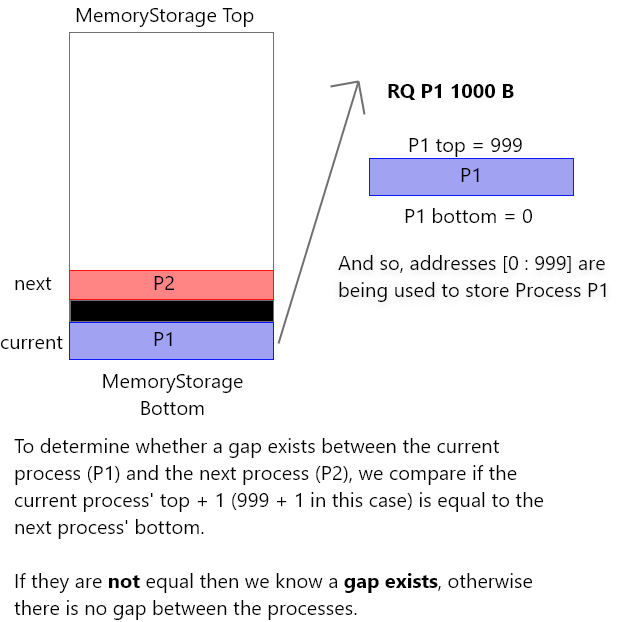 MemoryStorage Top
RQ P1 1000 B
P1 top = 999
P1
P1 bottom = 0
And so, addresses [0 : 999] are
being used to store Process P1
next
P2
current
P1
MemoryStorage
Bottom
To determine whether a gap exists between the current
process (P1) and the next process (P2), we compare if the
current process' top + 1 (999 + 1 in this case) is equal to the
next process' bottom.
If they are not equal then we know a gap exists, otherwise
there is no gap between the processes.